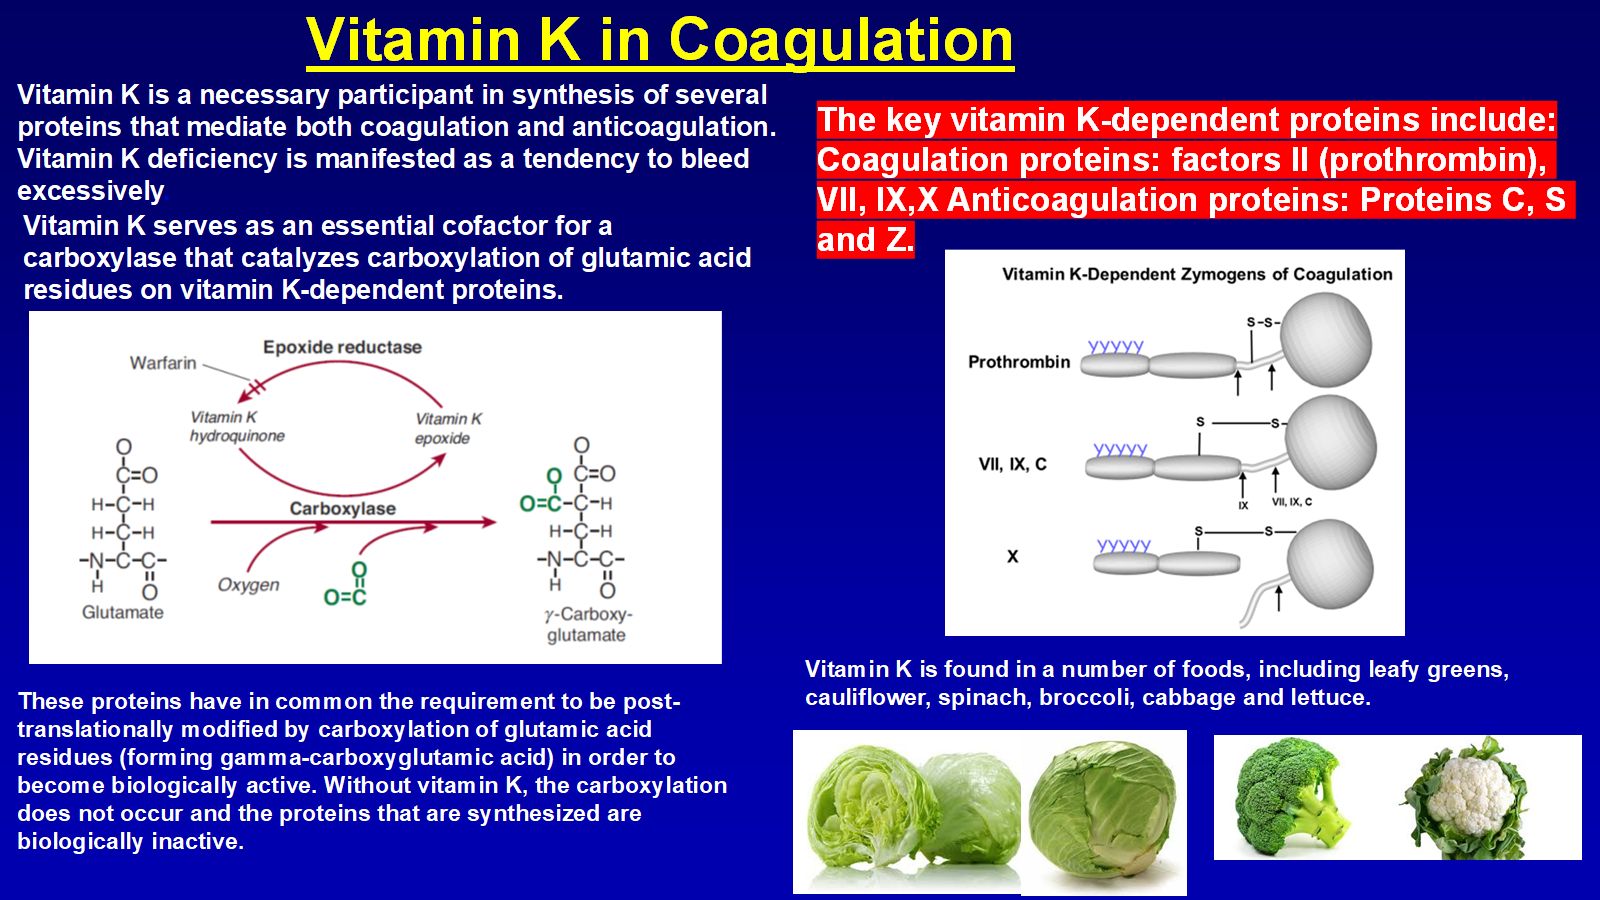 Vitamin K in Coagulation
Vitamin K is a necessary participant in synthesis of several
proteins that mediate both coagulation and anticoagulation.
Vitamin K deficiency is manifested as a tendency to bleed
excessively
Vitamin K serves as an essential cofactor for a
carboxylase that catalyzes carboxylation of glutamic acid
residues on vitamin K-dependent proteins.
Epoxide reductase
Warfarin
Vitamin K
hydroquinone
Vitamin K
epoxide
O
C=O
H-C-H
H-C-H
-N-C-C-
H O
Glutamate
Carboxylase
Oxygen
O
O=C
O
O C=O
O=C-C-H
H-C-H
-N-C-C-
H O
γ-Carboxy-
glutamate
These proteins have in common the requirement to be post-
translationally modified by carboxylation of glutamic acid
residues (forming gamma-carboxyglutamic acid) in order to
become biologically active. Without vitamin K, the carboxylation
does not occur and the proteins that are synthesized are
biologically inactive.
The key vitamin K-dependent proteins include:
Coagulation proteins: factors II (prothrombin),
VII, IX,X Anticoagulation proteins: Proteins C, S
and Z.
Vitamin K-Dependent Zymogens of Coagulation
S-S-
yyyyy
Prothrombin
S S-
yyyyy
VII, IX, C
IX VII, IX, C
S S
yyyyy
X
Vitamin K is found in a number of foods, including leafy greens,
cauliflower, spinach, broccoli, cabbage and lettuce.